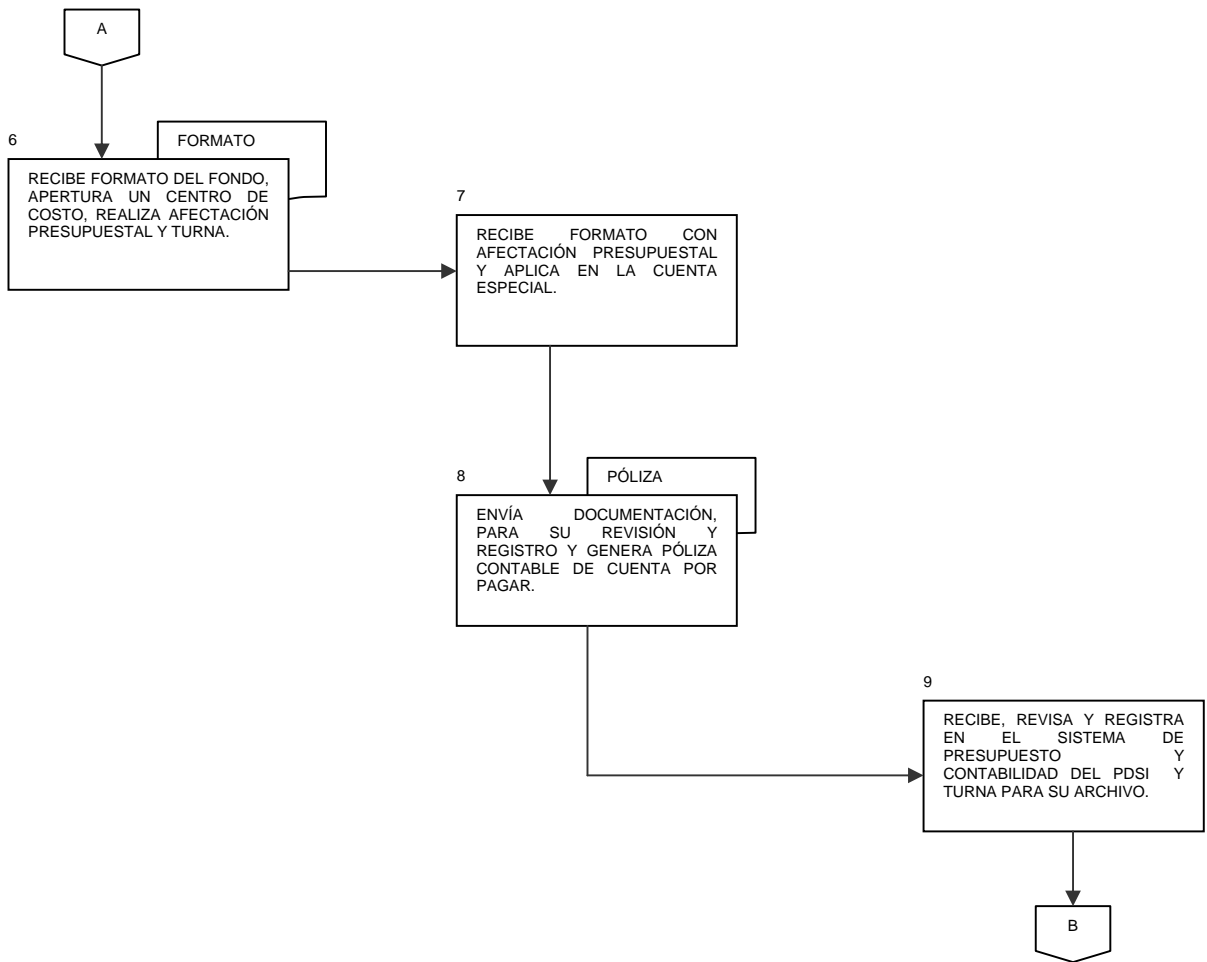 A
6
FORMATO
RECIBE FORMATO DEL FONDO,
APERTURA UN CENTRO DE
COSTO, REALIZA AFECTACIÓN
PRESUPUESTAL Y TURNA.
7
RECIBE FORMATO CON
AFECTACIÓN PRESUPUESTAL
Y APLICA EN LA CUENTA
ESPECIAL.
8
PÓLIZA
ENVÍA DOCUMENTACIÓN,
PARA SU REVISIÓN Y
REGISTRO Y GENERA PÓLIZA
CONTABLE DE CUENTA POR
PAGAR.
9
RECIBE, REVISA Y REGISTRA
EN EL SISTEMA DE
PRESUPUESTO Y
CONTABILIDAD DEL PDSI Y
TURNA PARA SU ARCHIVO.
B